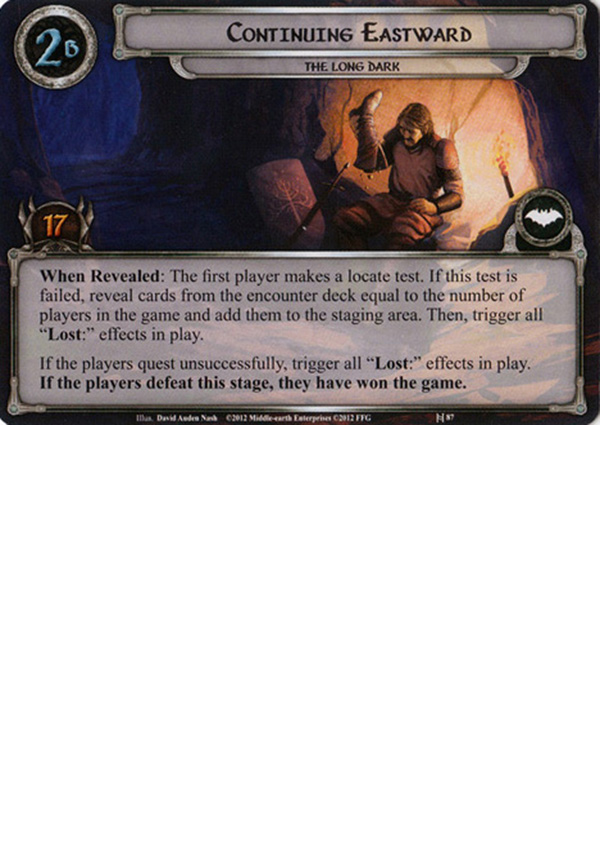 2B
CONTINUING EASTWARD
THE LONG DARK
17
When Revealed: The first player makes a locate test. If this test is
failed, reveal cards from the encounter deck equal to the number of
players in the game and add them to the staging area. Then, trigger all
“Lost:” effects in play.
If the players quest unsuccessfully, trigger all “Lost:” effects in play.
If the players defeat this stage, they have won the game.
Illus. David Auden Nash ©2012 Middle-earth Enterprises ©2012 FFG 87